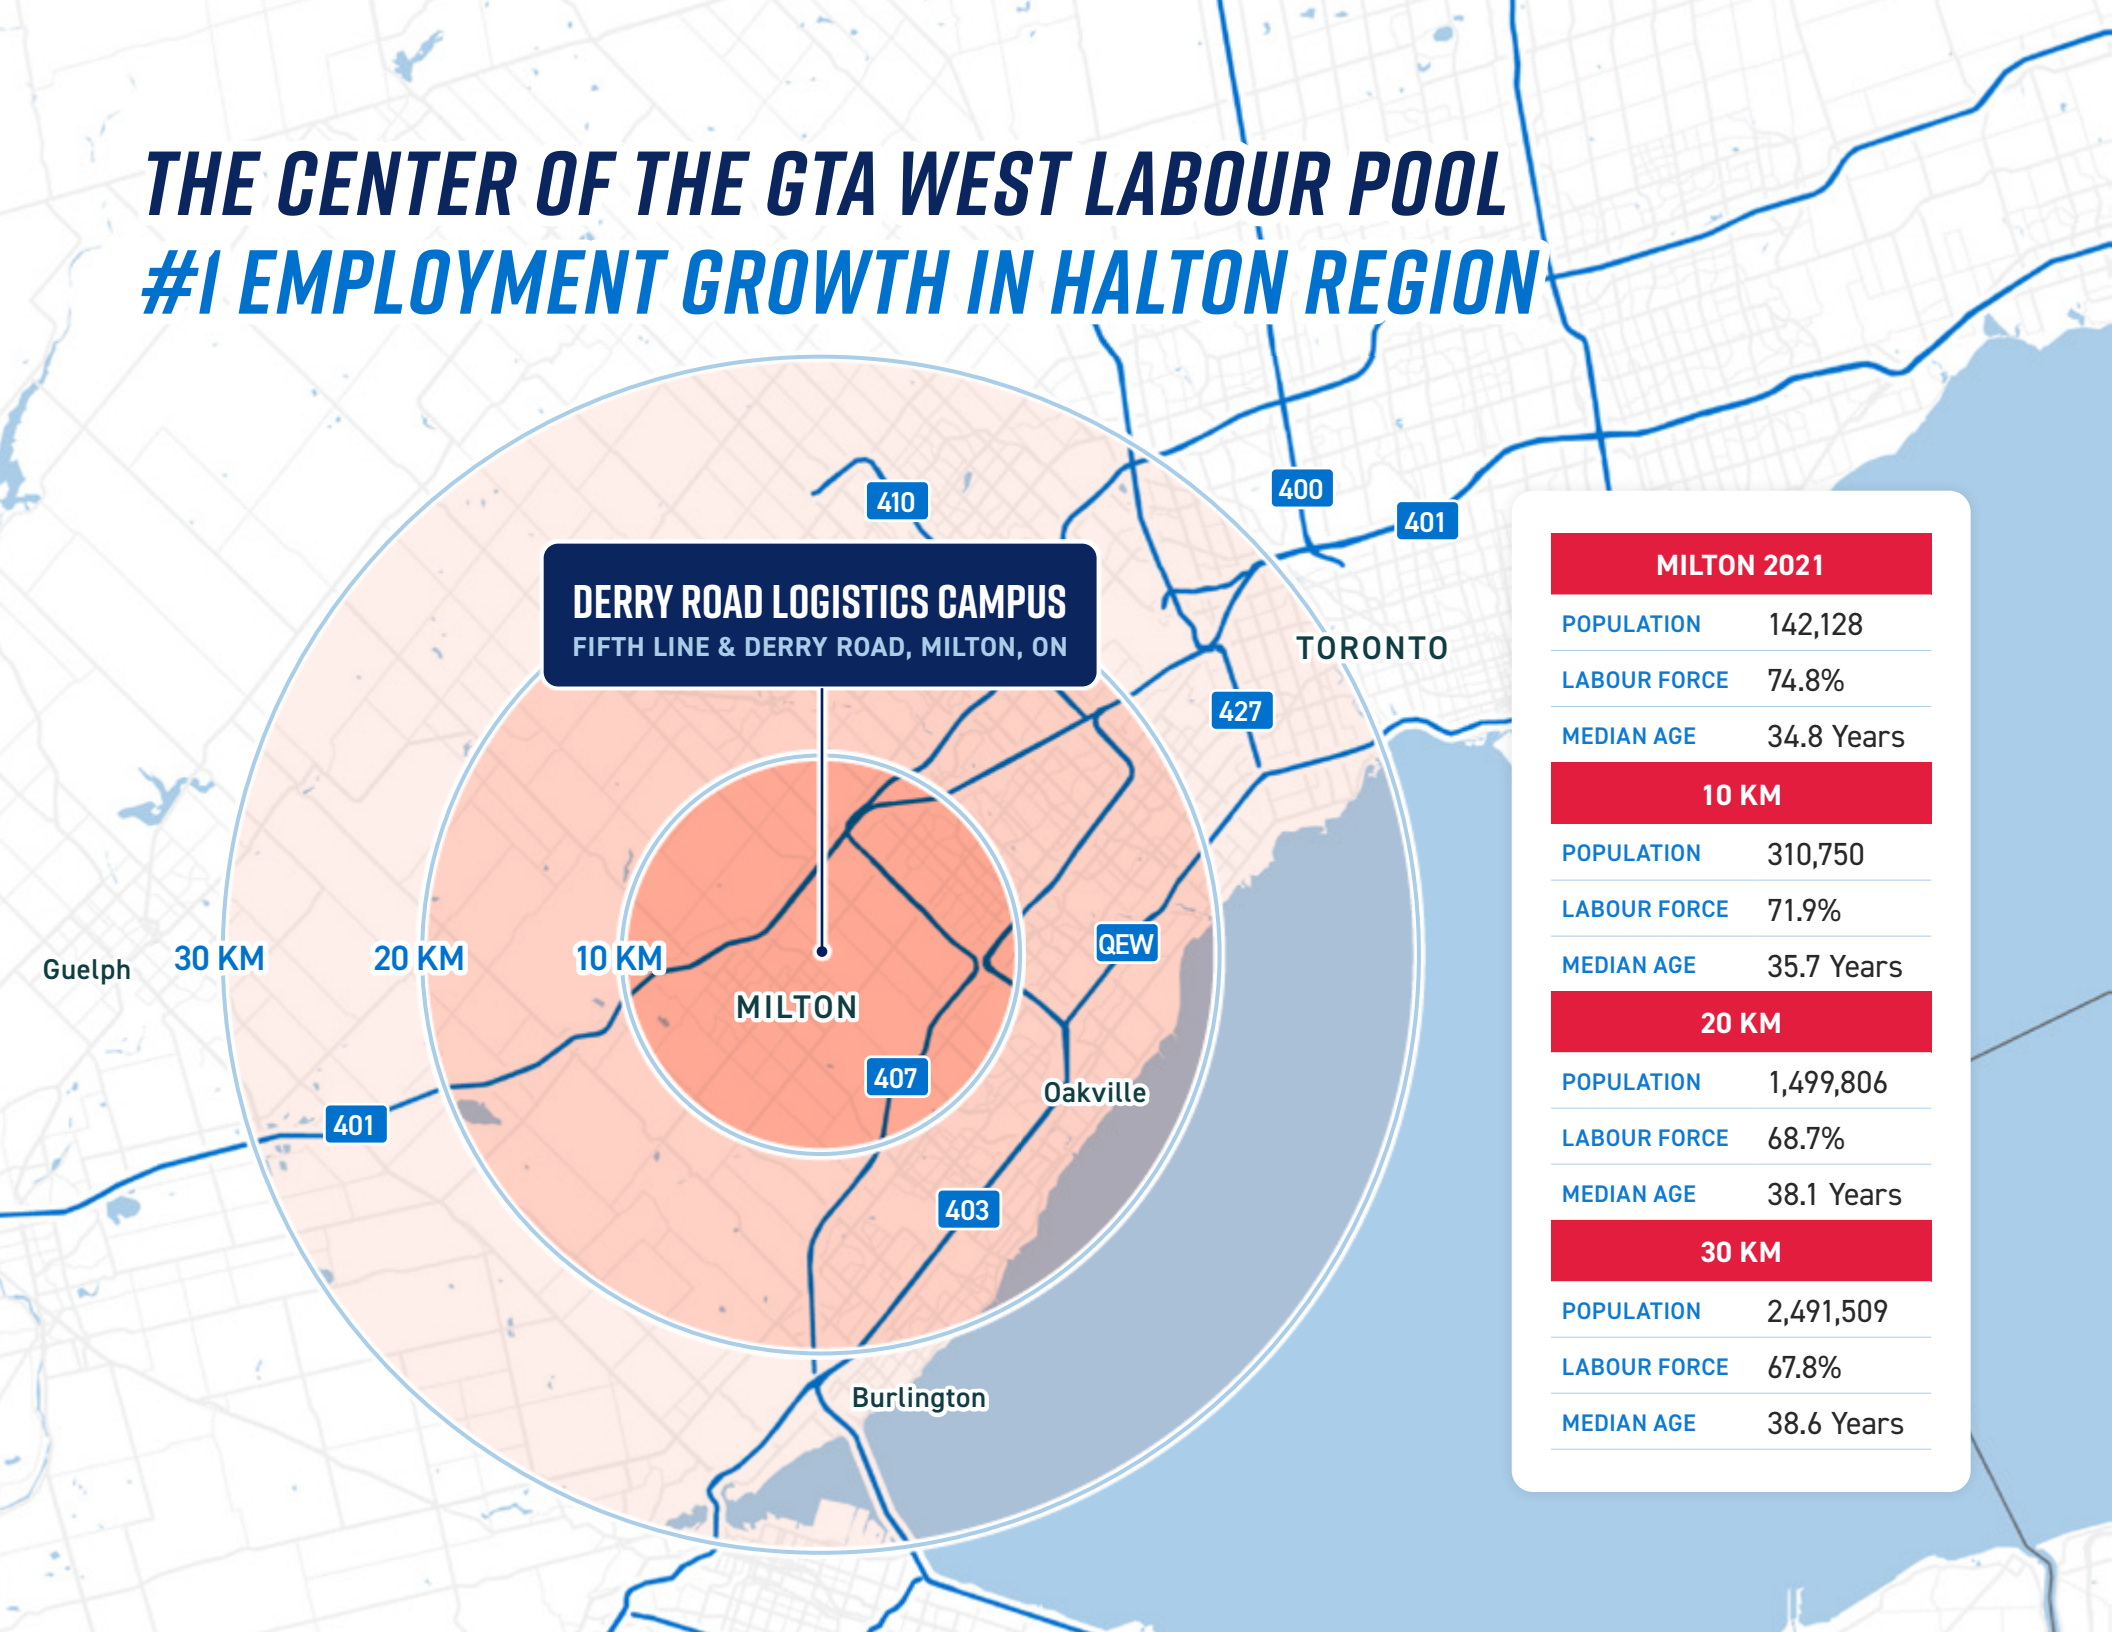 THE CENTER OF THE GTA WEST LABOUR POOL
#1 EMPLOYMENT GROWTH IN HALTON REGION
410
400
401
DERRY ROAD LOGISTICS CAMPUS
FIFTH LINE & DERRY ROAD, MILTON, ON
TORONTO
427
Guelph
30 KM
20 KM
10 KM
QEW
MILTON
407
Oakville
401
403
Burlington
MILTON 2021
POPULATION 142,128
LABOUR FORCE 74.8%
MEDIAN AGE 34.8 Years
10 KM
POPULATION 310,750
LABOUR FORCE 71.9%
MEDIAN AGE 35.7 Years
20 KM
POPULATION 1,499,806
LABOUR FORCE 68.7%
MEDIAN AGE 38.1 Years
30 KM
POPULATION 2,491,509
LABOUR FORCE 67.8%
MEDIAN AGE 38.6 Years